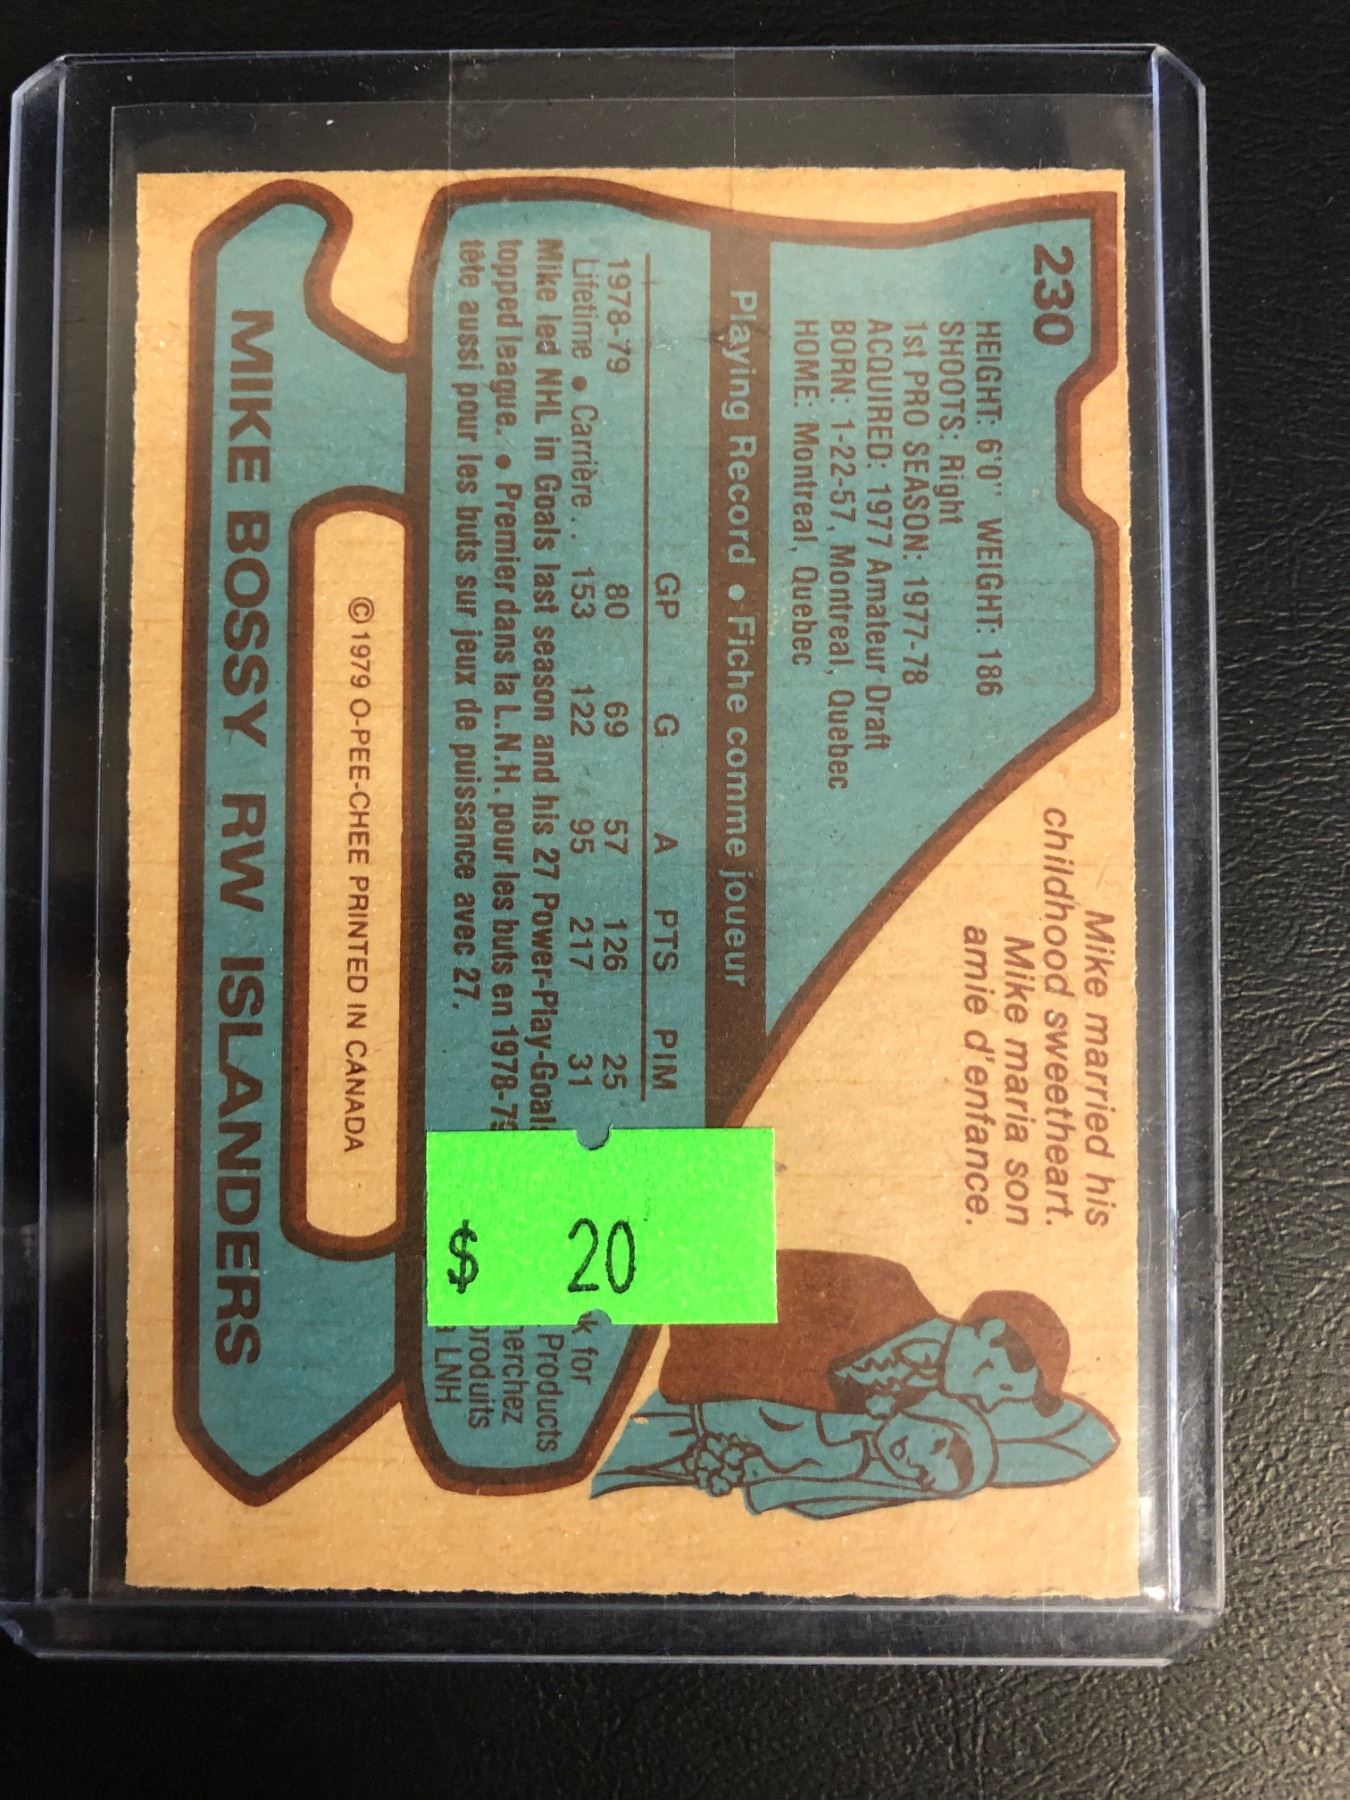 230
HEIGHT: 6'0" WEIGHT: 186
SHOOTS: Right
1st PRO SEASON: 1977-78
ACQUIRED: 1977 Amateur Draft
BORN: 1-22-57, Montreal, Quebec
HOME: Montreal, Quebec
Mike married his
childhood sweetheart.
Mike maria son
amie d'enfance.
Playing Record • Fiche comme joueur
GP G A PTS PIM
1978-79 80 69 57 126 25
Lifetime • Carrière . . 153 122 95 217 31
Mike led NHL in Goals last season and his 27 Power-Play-Goals
topped league. • Premier dans la L.N.H. pour les buts en 1978-79
tête aussi pour les buts sur jeux de puissance avec 27.
k for
Products
erchez
produits
LNH
$ 20
© 1979 O-PEE-CHEE PRINTED IN CANADA
MIKE BOSSY RW ISLANDERS